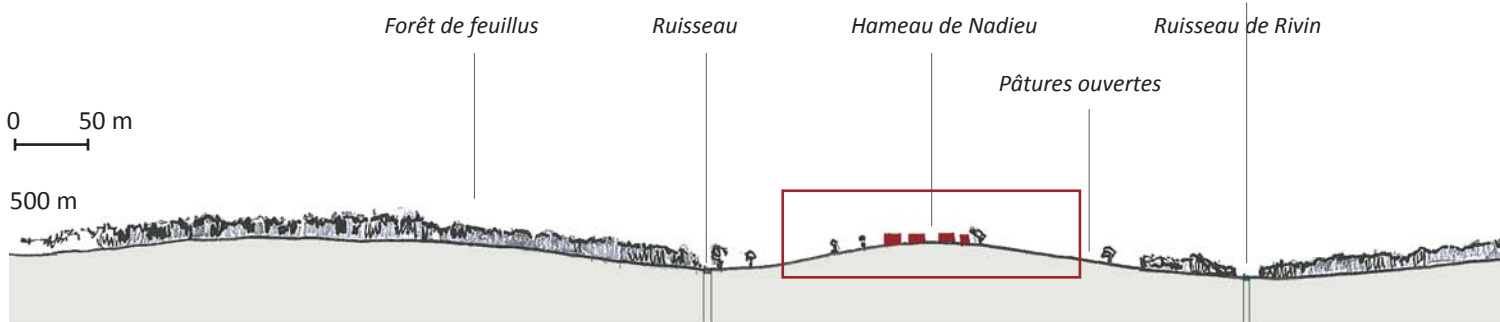 Forêt de feuillus
Ruisseau
Hameau de Nadieu
Ruisseau de Rivin
Pâtures ouvertes
0 50 m
500 m